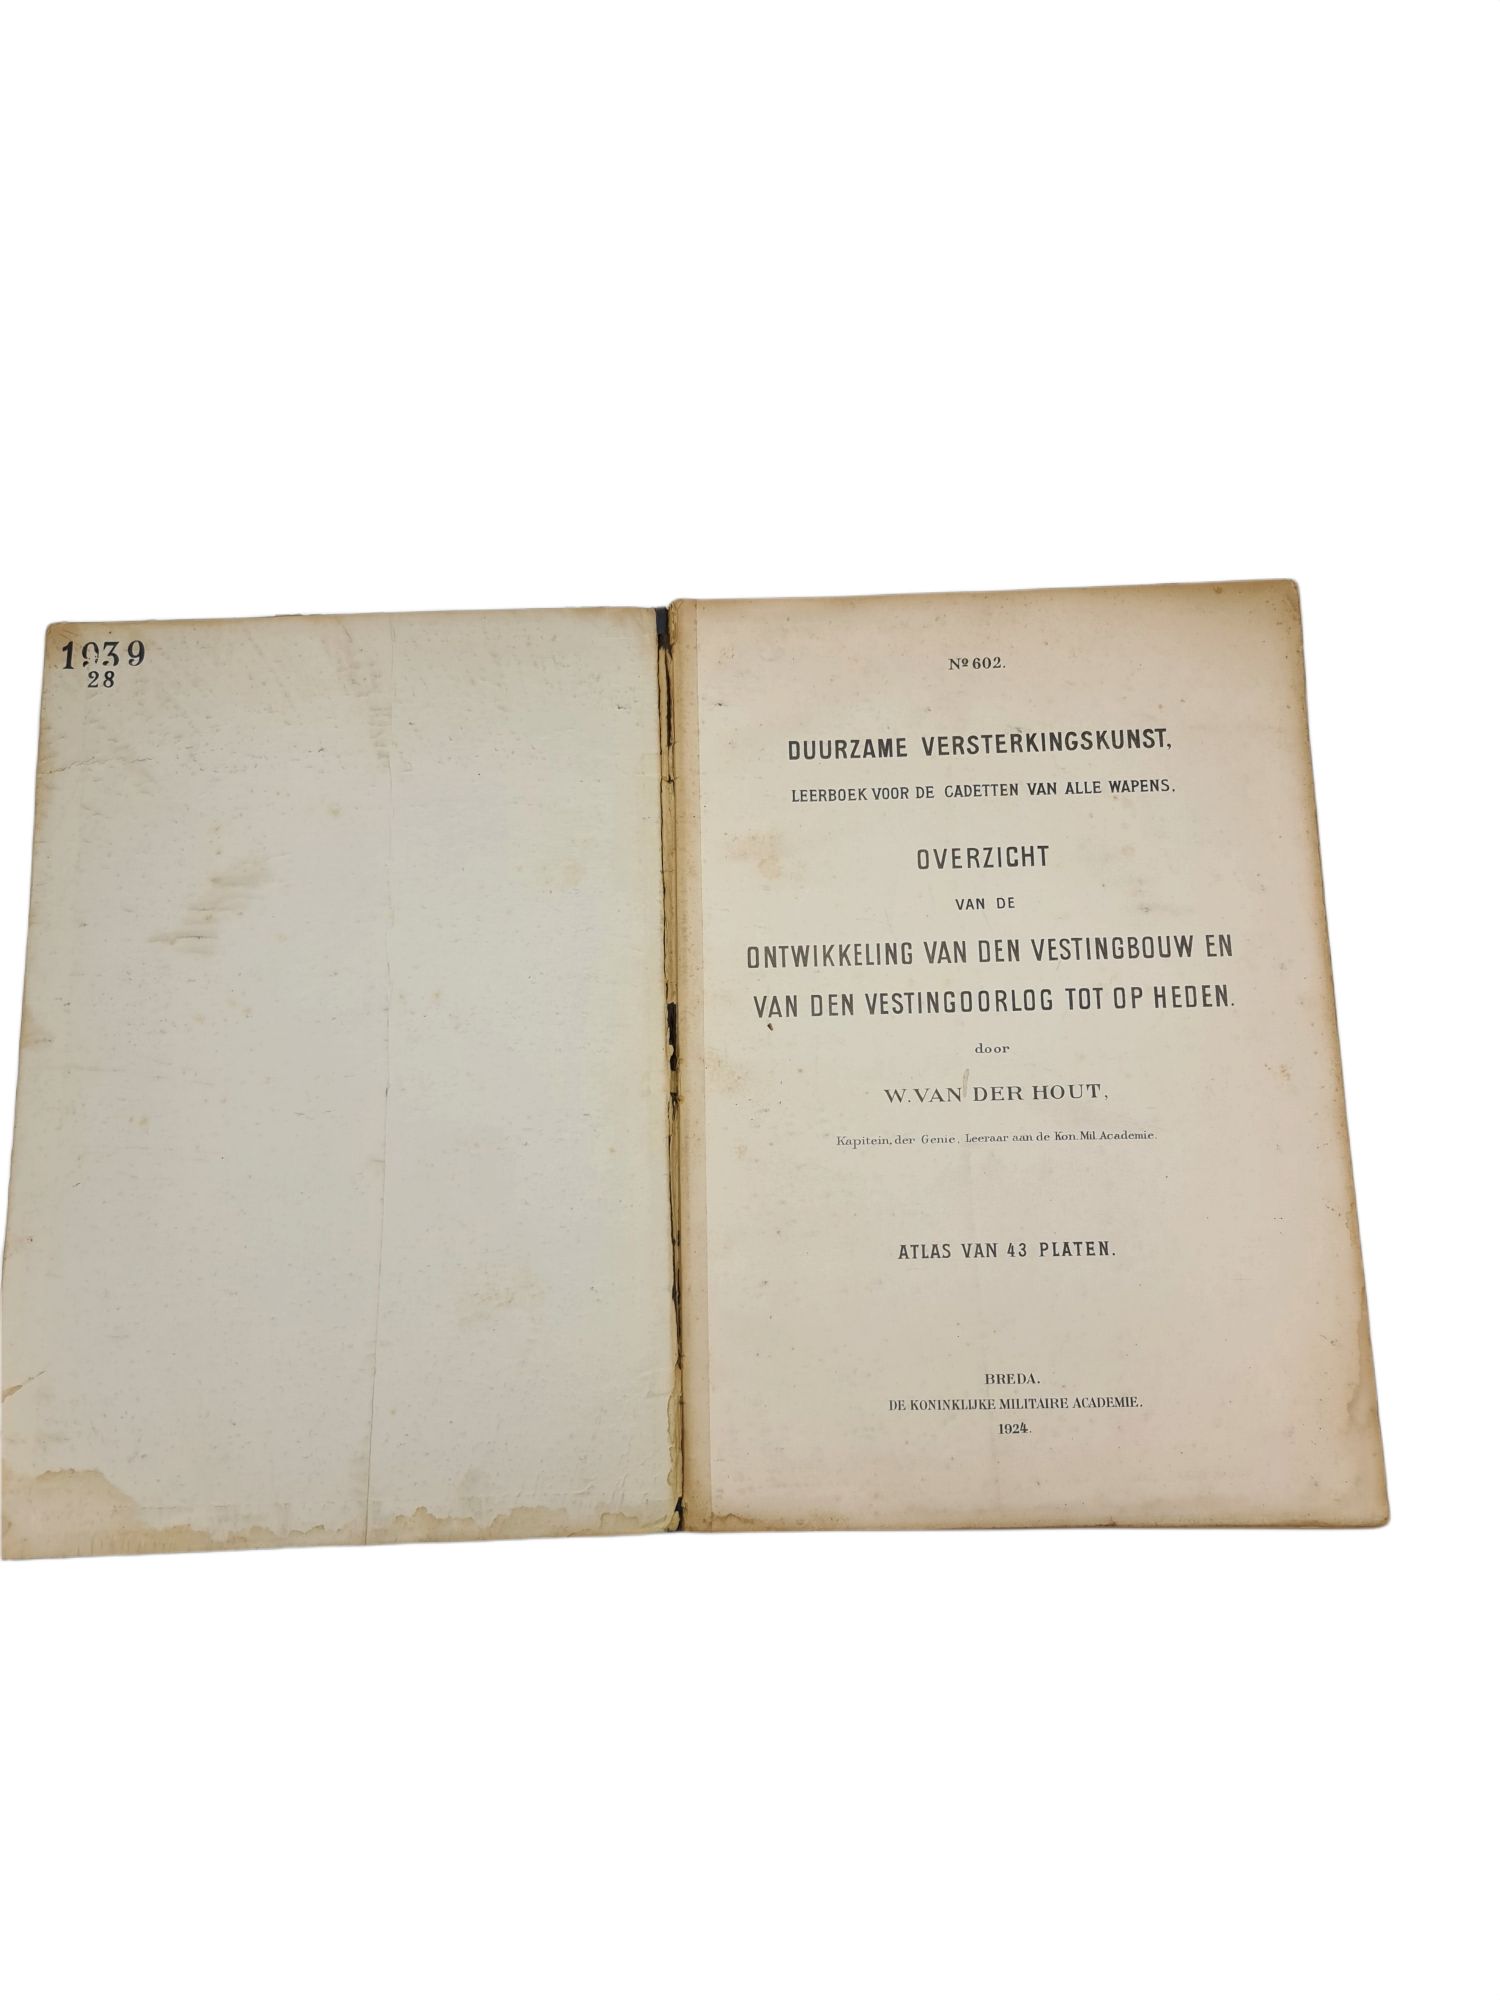 1939
28
Nº 602.
DUURZAME VERSTERKINGSKUNST,
LEERBOEK VOOR DE CADETTEN VAN ALLE WAPENS.
OVERZICHT
VAN DE
ONTWIKKELING VAN DEN VESTINGBOUW EN
VAN DEN VESTINGOORLOG TOT OP HEDEN.
door
W. VAN DER HOUT,
Kapitein, der Genie, Leeraar aan de Kon. Mil. Academie.
ATLAS VAN 43 PLATEN.
BREDA.
DE KONINKLIJKE MILITAIRE ACADEMIE.
1924.